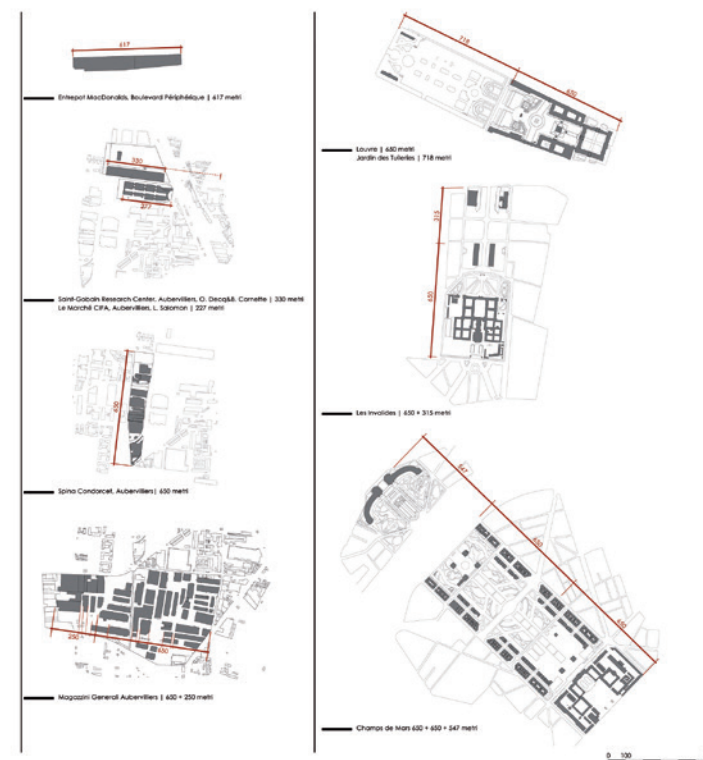 617
Entrepot MacDonalds, Boulevard Périphérique | 617 metri
330
227
Saint-Gobain Research Center, Aubervilliers, O. Decq&B. Cornette | 330 metri
Le Marché CIFA, Aubervilliers, L. Salomon | 227 metri
650
Spina Condorcet, Aubervilliers| 650 metri
250
650
Magazzini Generali Aubervilliers | 650 + 250 metri
718
650
Louvre | 650 metri
Jardin des Tuileries | 718 metri
315
650
Les Invalides | 650 + 315 metri
547
650
650
Champs de Mars 650 + 650 + 547 metri
0 100